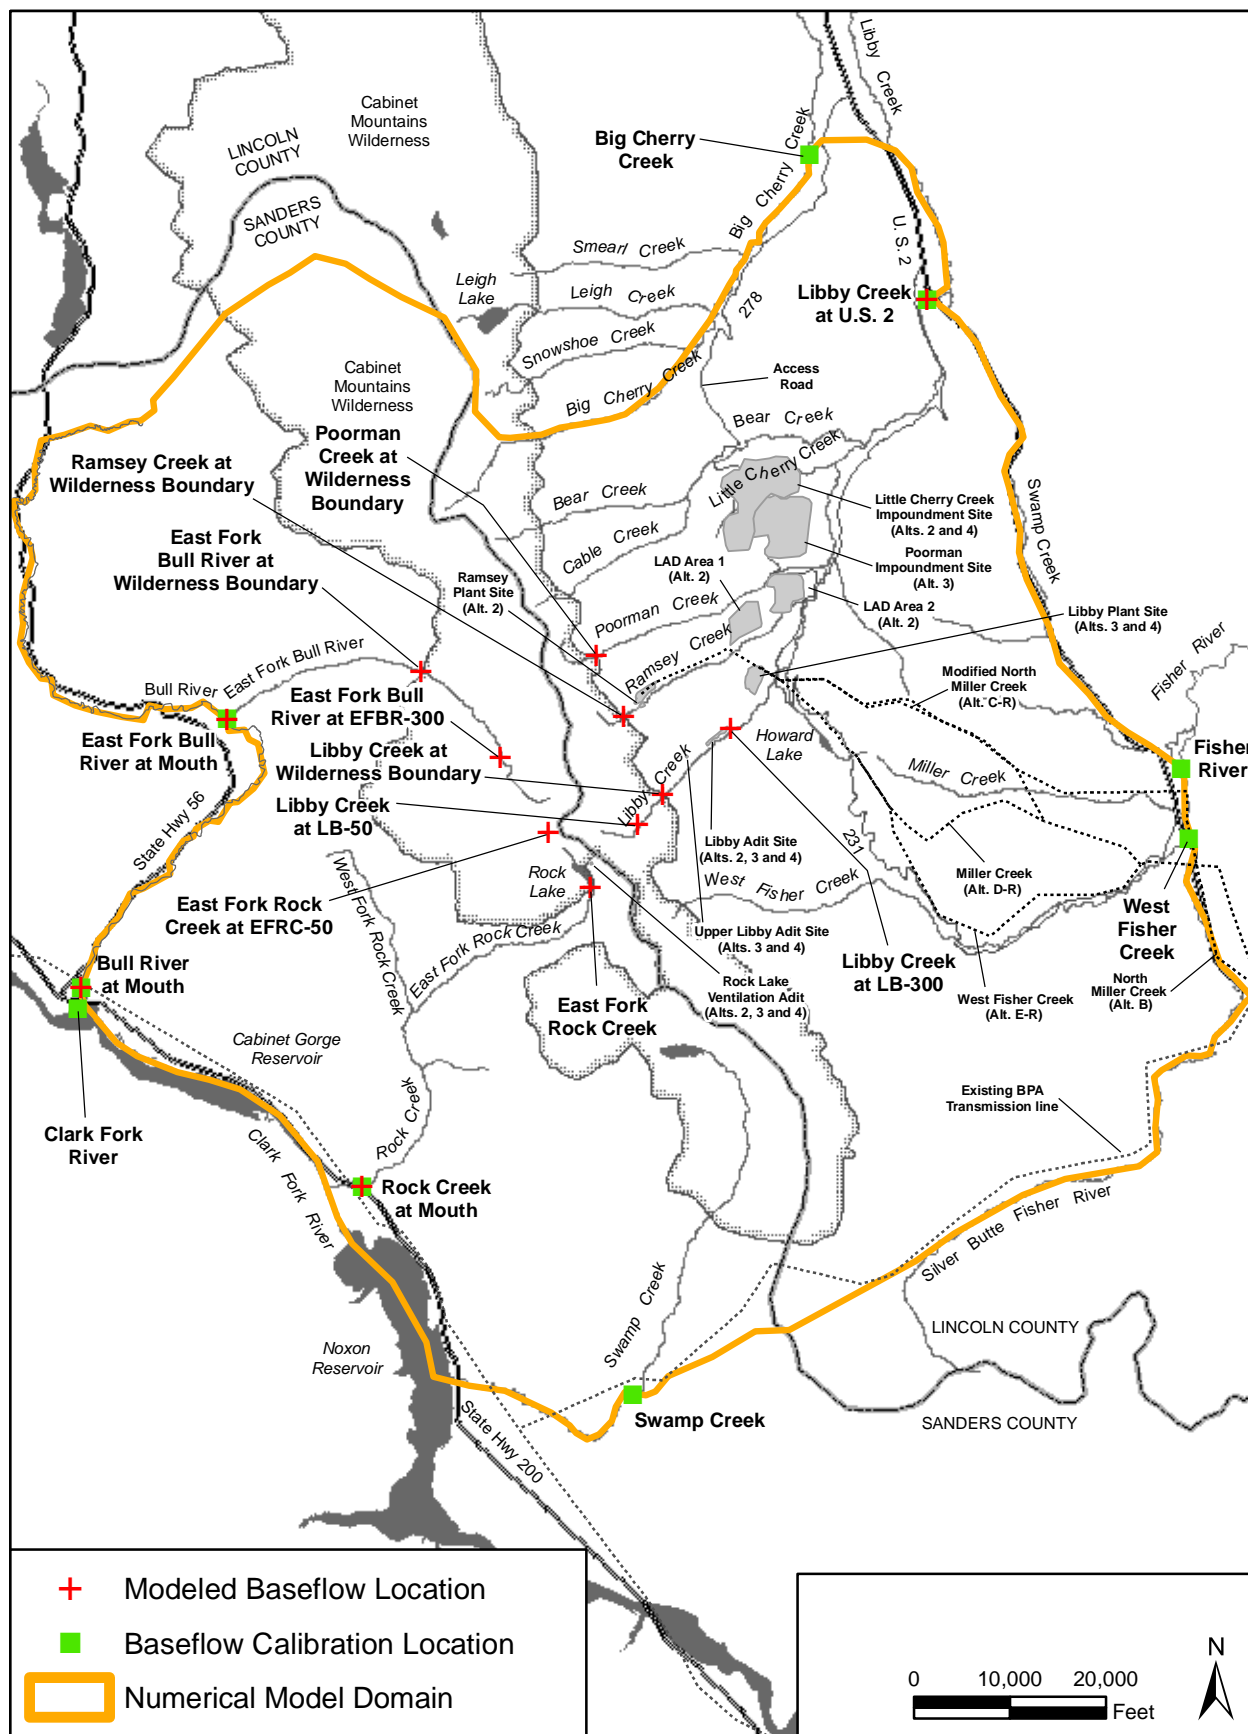 Libby Creek
Cabinet
Mountains
Wilderness
LINCOLN
COUNTY
SANDERS
COUNTY
Big Cherry
Creek
Big Cherry Creek
Smearl Creek
U. S. 2
Leigh
Lake
Leigh Creek
278
Libby Creek
at U.S. 2
Snowshoe Creek
Cabinet
Mountains
Wilderness
Big Cherry Creek
Access
Road
Bear Creek
Poorman
Creek at
Wilderness
Boundary
Ramsey Creek at
Wilderness Boundary
Little Cherry Creek
Swamp Creek
Bear Creek
Little Cherry Creek
Impoundment Site
(Alts. 2 and 4)
East Fork
Bull River at
Wilderness Boundary
Cable Creek
Poorman
Impoundment Site
(Alt. 3)
LAD Area 1
(Alt. 2)
Ramsey
Plant Site
(Alt. 2)
LAD Area 2
(Alt. 2)
Libby Plant Site
(Alts. 3 and 4)
Poorman Creek
Ramsey Creek
Fisher River
East Fork Bull River
Bull River
Modified North
Miller Creek
(Alt. C-R)
East Fork Bull
River at EFBR-300
East Fork Bull
River at Mouth
Howard
Lake
Fisher
River
Libby Creek at
Wilderness Boundary
Libby Creek
Miller Creek
Libby Creek
at LB-50
State Hwy 56
231
Libby Adit Site
(Alts. 2, 3 and 4)
Miller Creek
(Alt. D-R)
West Fork Rock Creek
Rock
Lake
West Fisher Creek
East Fork Rock
Creek at EFRC-50
East Fork Rock Creek
Upper Libby Adit Site
(Alts. 3 and 4)
West
Fisher
Creek
Libby Creek
at LB-300
Bull River
at Mouth
Rock Lake
Ventilation Adit
(Alts. 2, 3 and 4)
West Fisher Creek
(Alt. E-R)
North
Miller Creek
(Alt. B)
East Fork
Rock Creek
Cabinet Gorge
Reservoir
Existing BPA
Transmission line
Clark Fork
River
Rock Creek
Clark Fork River
Rock Creek
at Mouth
Silver Butte Fisher River
Swamp Creek
Noxon
Reservoir
LINCOLN COUNTY
Swamp Creek
SANDERS COUNTY
State Hwy 200
Modeled Baseflow Location
Baseflow Calibration Location
Numerical Model Domain
N
0 10,000 20,000
Feet